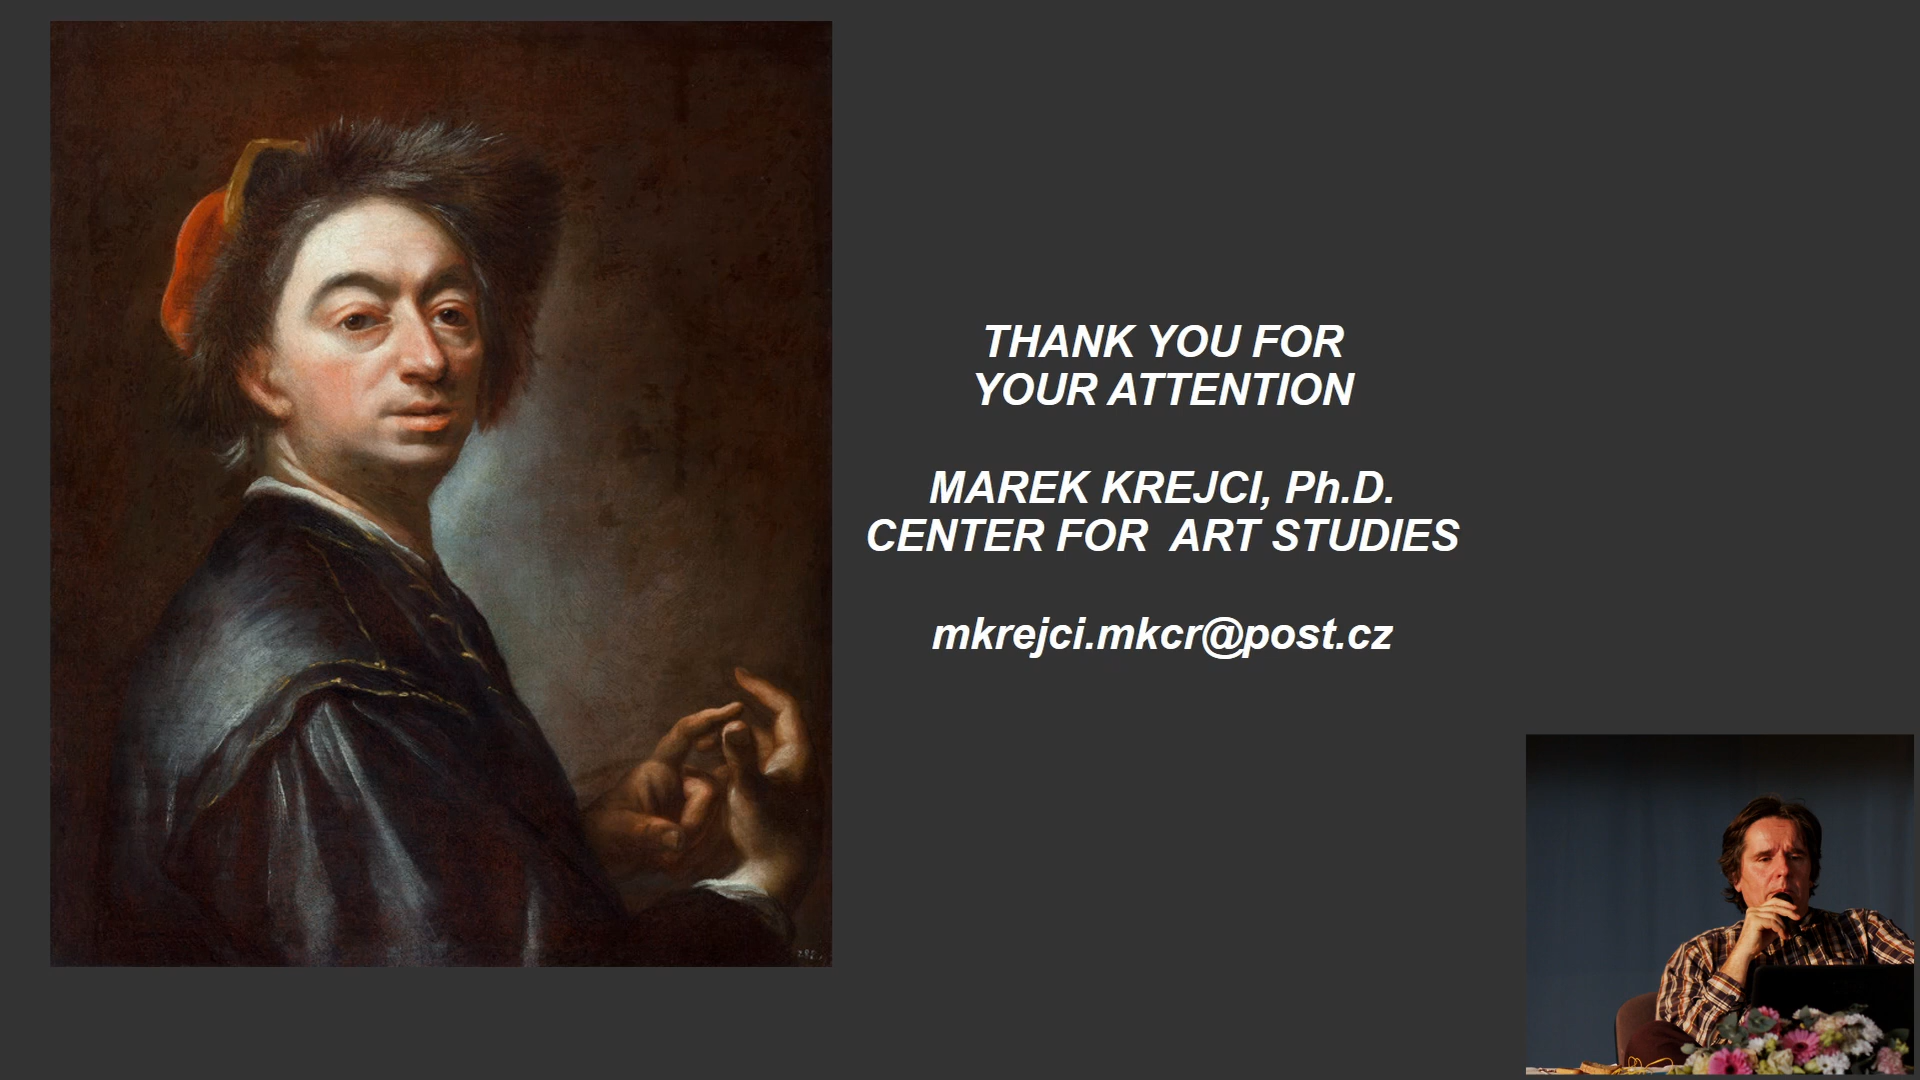 THANK YOU FOR
YOUR ATTENTION
MAREK KREJCI, Ph.D.
CENTER FOR  ART STUDIES
mkrejci.mkcr@post.cz